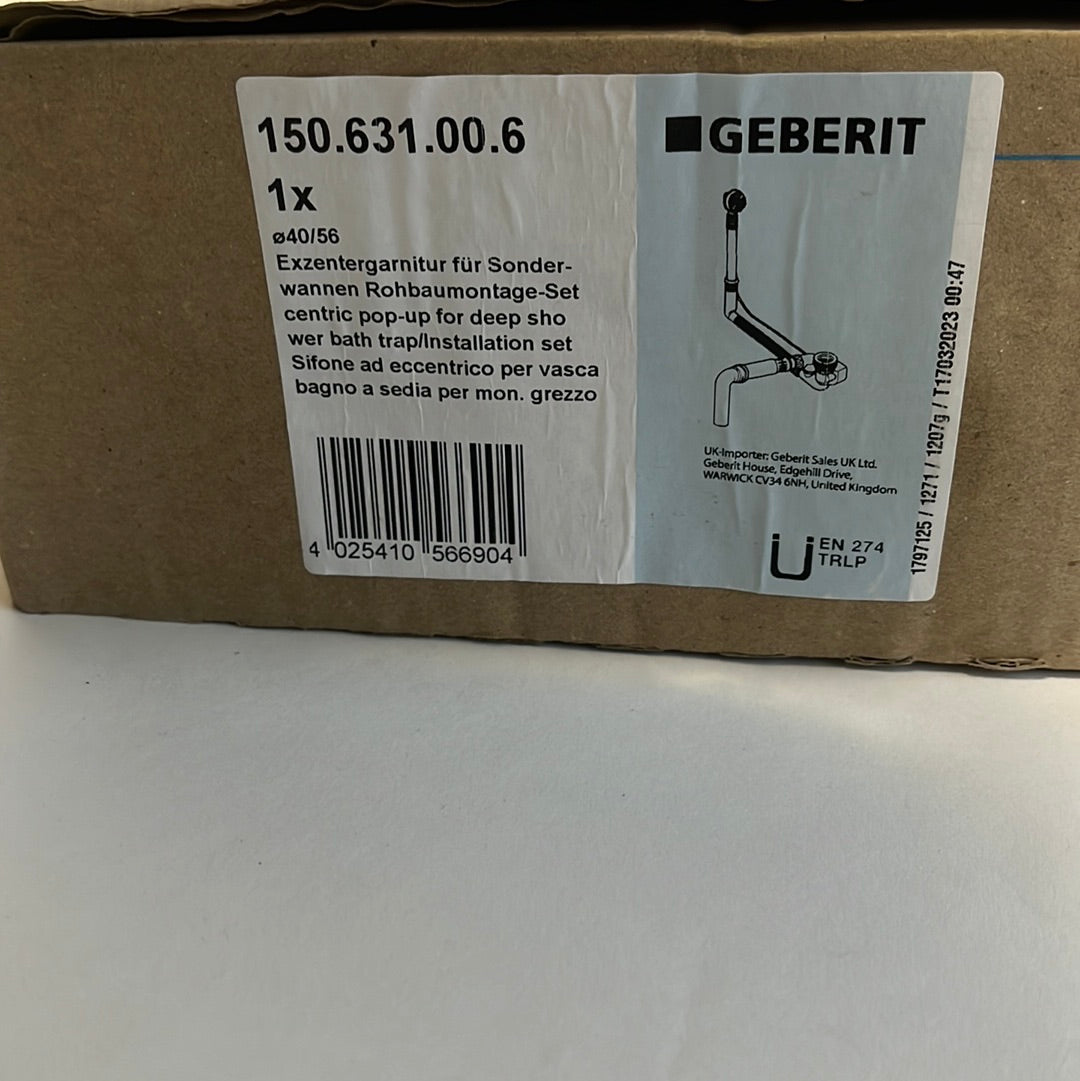 150.631.00.6
1x
ø40/56
Exzentergarnitur für Sonder-
wannen Rohbaumontage-Set
centric pop-up for deep sho
wer bath trap/Installation set
Sifone ad eccentrico per vasca
bagno a sedia per mon. grezzo
4 025410 566904
GEBERIT
UK-Importer: Geberit Sales UK Ltd.
Geberit House, Edgehill Drive,
WARWICK CV34 6NH, United Kingdom
EN 274
TRLP
1797125 / 1271 / 1207g / T17032023 00:47